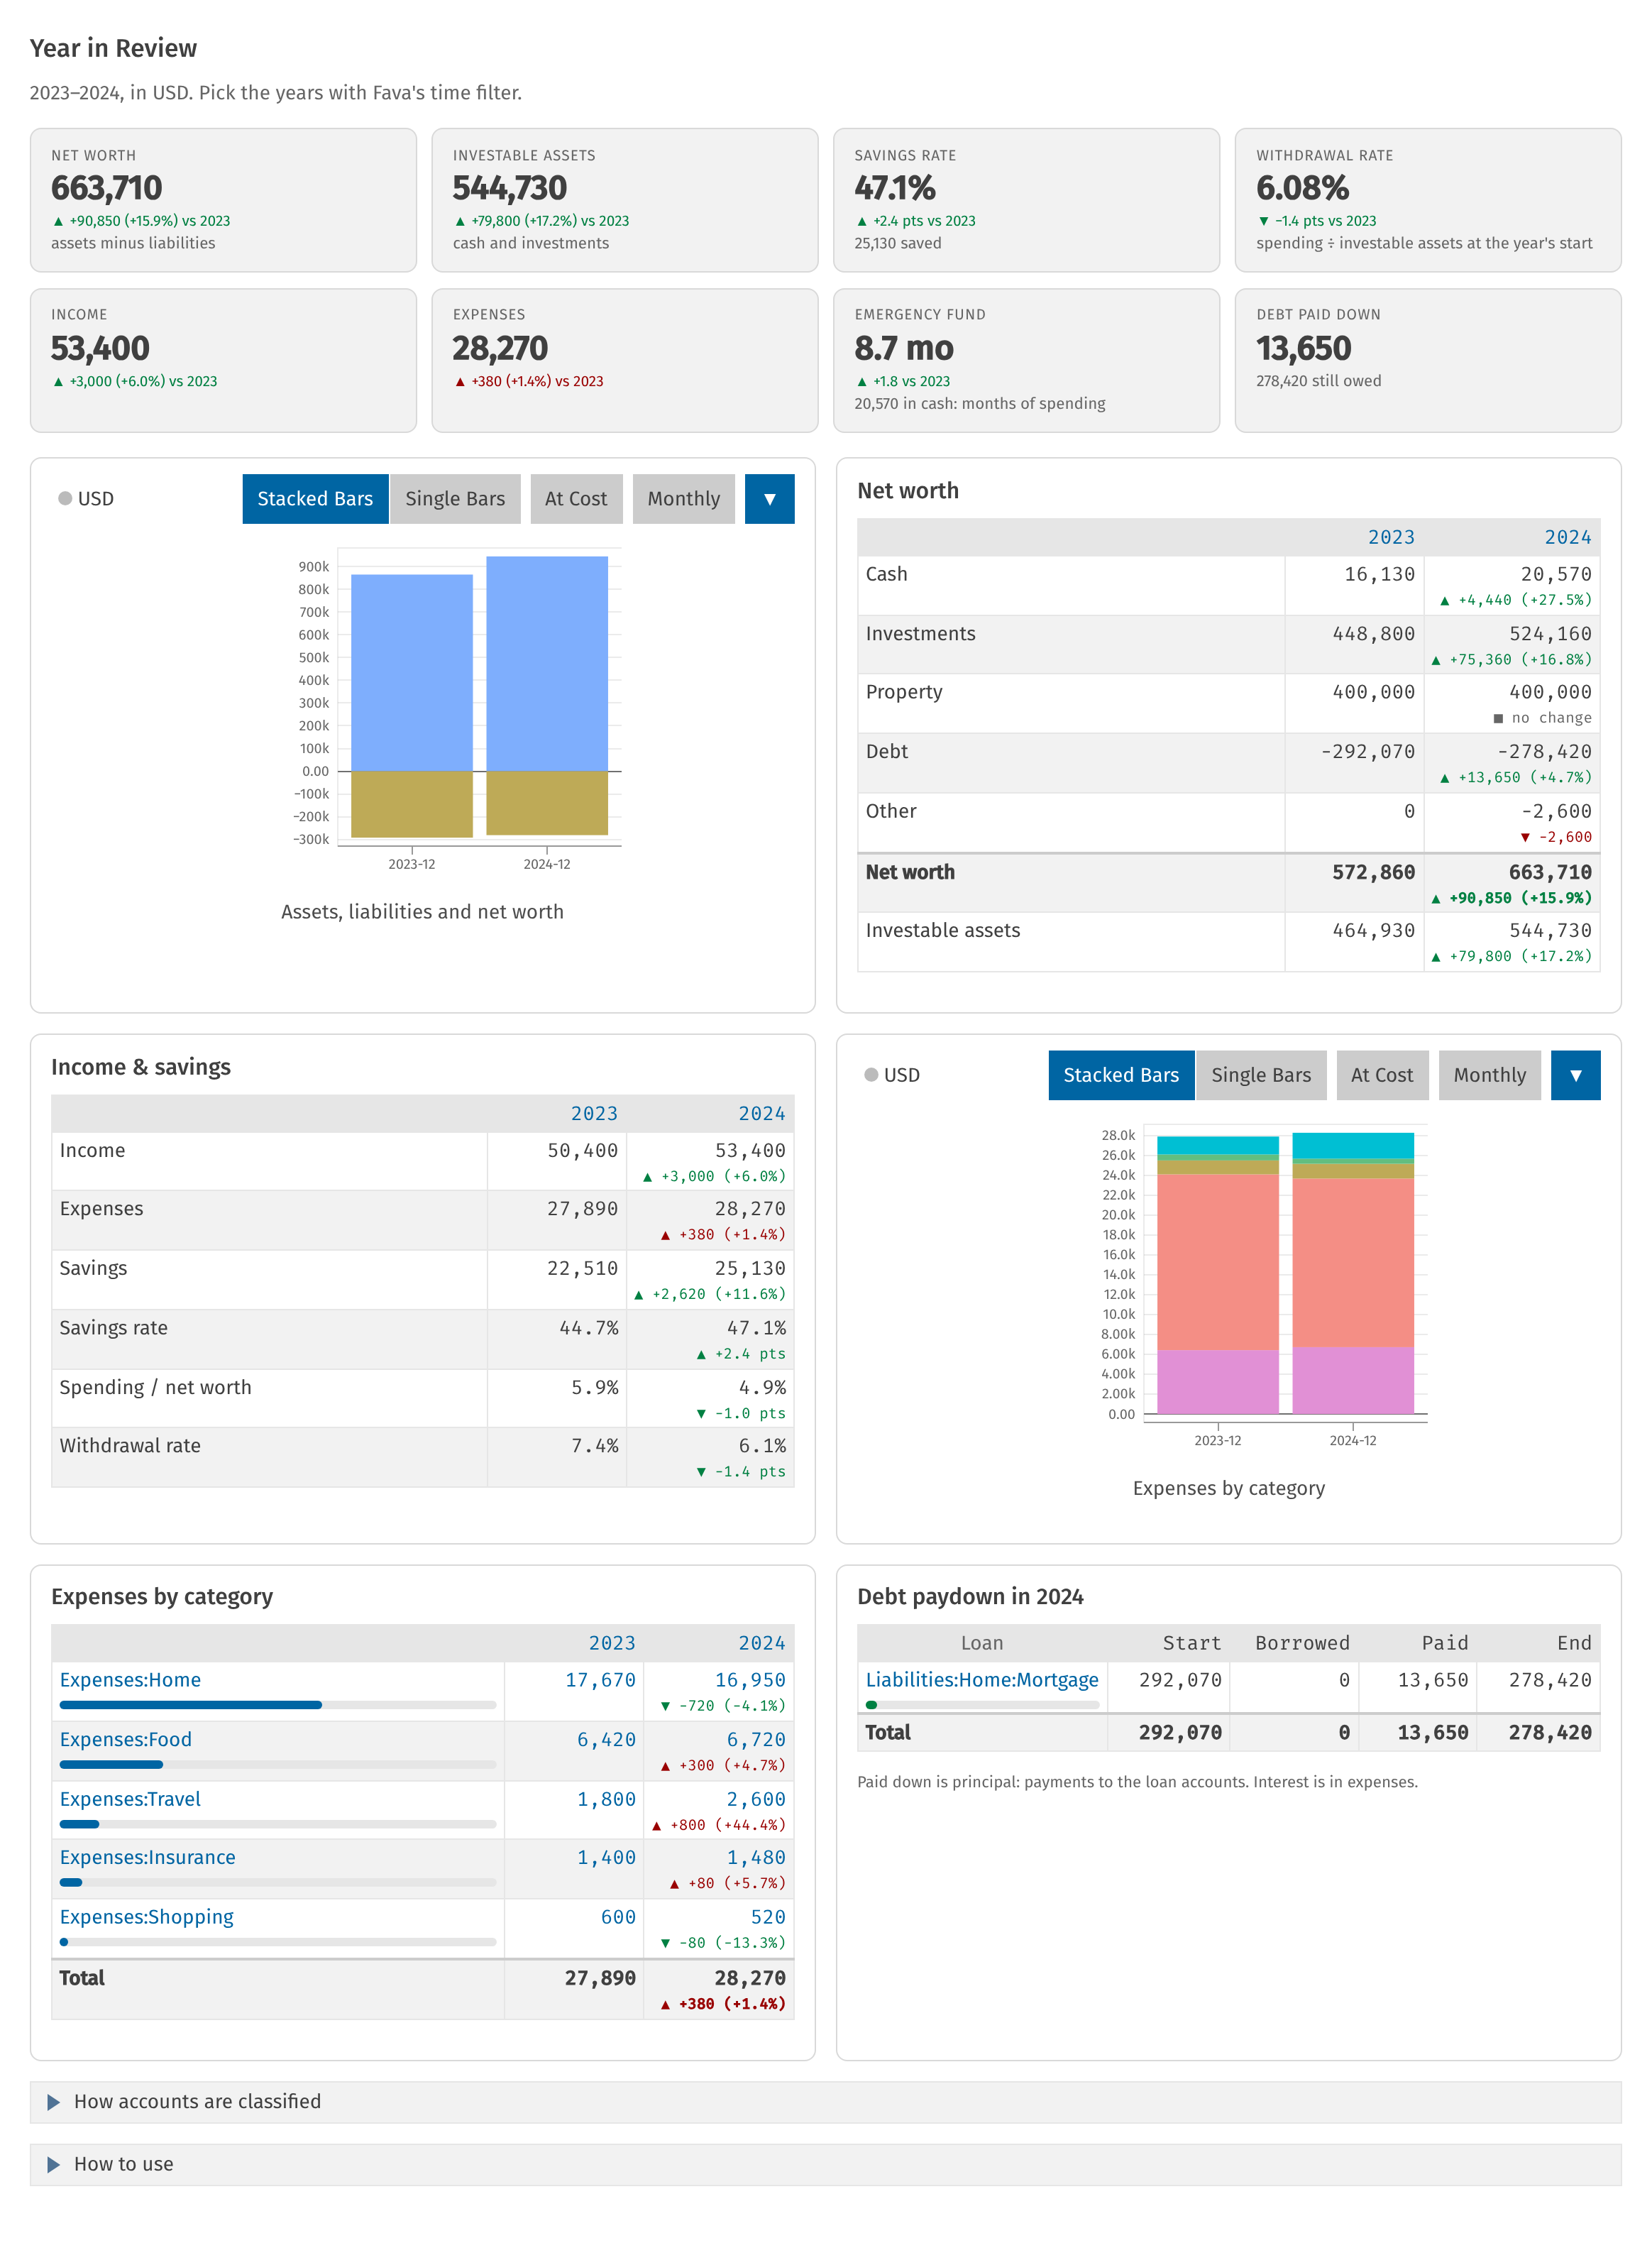 Year in Review
2023–2024, in USD. Pick the years with Fava's time filter.
NET WORTH
663,710
▲ +90,850 (+15.9%) vs 2023
assets minus liabilities
INVESTABLE ASSETS
544,730
▲ +79,800 (+17.2%) vs 2023
cash and investments
SAVINGS RATE
47.1%
▲ +2.4 pts vs 2023
25,130 saved
WITHDRAWAL RATE
6.08%
▼ −1.4 pts vs 2023
spending ÷ investable assets at the year's start
INCOME
53,400
▲ +3,000 (+6.0%) vs 2023
EXPENSES
28,270
▲ +380 (+1.4%) vs 2023
EMERGENCY FUND
8.7 mo
▲ +1.8 vs 2023
20,570 in cash: months of spending
DEBT PAID DOWN
13,650
278,420 still owed
USD Stacked Bars Single Bars At Cost Monthly ▼
900k
800k
700k
600k
500k
400k
300k
200k
100k
0.00
−100k
−200k
−300k
2023-12 2024-12
Assets, liabilities and net worth
Net worth
2023 2024
Cash 16,130 20,570
▲ +4,440 (+27.5%)
Investments 448,800 524,160
▲ +75,360 (+16.8%)
Property 400,000 400,000
■ no change
Debt -292,070 -278,420
▲ +13,650 (+4.7%)
Other 0 -2,600
▼ −2,600
Net worth 572,860 663,710
▲ +90,850 (+15.9%)
Investable assets 464,930 544,730
▲ +79,800 (+17.2%)
Income & savings
2023 2024
Income 50,400 53,400
▲ +3,000 (+6.0%)
Expenses 27,890 28,270
▲ +380 (+1.4%)
Savings 22,510 25,130
▲ +2,620 (+11.6%)
Savings rate 44.7% 47.1%
▲ +2.4 pts
Spending / net worth 5.9% 4.9%
▼ −1.0 pts
Withdrawal rate 7.4% 6.1%
▼ −1.4 pts
USD Stacked Bars Single Bars At Cost Monthly ▼
28.0k
26.0k
24.0k
22.0k
20.0k
18.0k
16.0k
14.0k
12.0k
10.0k
8.00k
6.00k
4.00k
2.00k
0.00
2023-12 2024-12
Expenses by category
Expenses by category
2023 2024
Expenses:Home 17,670 16,950
▼ −720 (−4.1%)
Expenses:Food 6,420 6,720
▲ +300 (+4.7%)
Expenses:Travel 1,800 2,600
▲ +800 (+44.4%)
Expenses:Insurance 1,400 1,480
▲ +80 (+5.7%)
Expenses:Shopping 600 520
▼ −80 (−13.3%)
Total 27,890 28,270
▲ +380 (+1.4%)
Debt paydown in 2024
Loan Start Borrowed Paid End
Liabilities:Home:Mortgage 292,070 0 13,650 278,420
Total 292,070 0 13,650 278,420
Paid down is principal: payments to the loan accounts. Interest is in expenses.
How accounts are classified
How to use